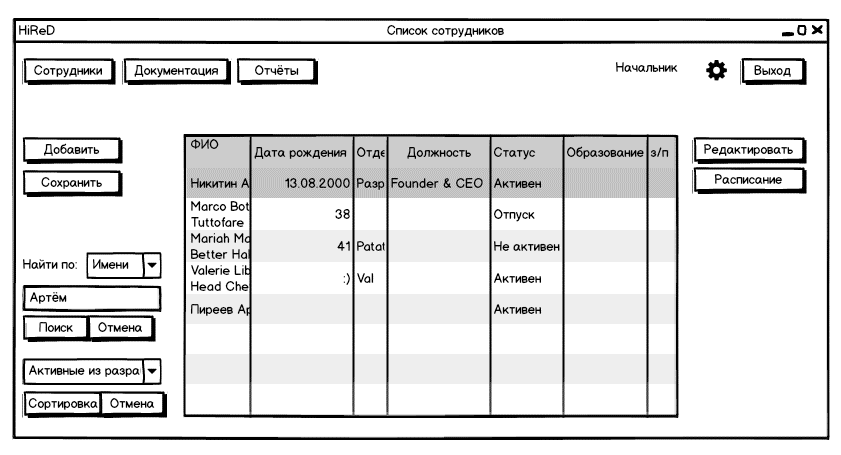 HiReD Список сотрудников
Сотрудники Документация Отчёты Начальник Выход
Добавить
Сохранить
Найти по: Имени
Артём
Поиск Отмена
Активные из разра
Сортировка Отмена
ФИО Дата рождения Отде Должность Статус Образование з/п
Никитин А 13.08.2000 Разр Founder & CEO Активен
Marco Bot
Tuttofare 38 Отпуск
Mariah Ma
Better Hal 41 Patat Не активен
Valerie Lib
Head Che :) Val Активен
Пиреев Ар Активен
Редактировать
Расписание